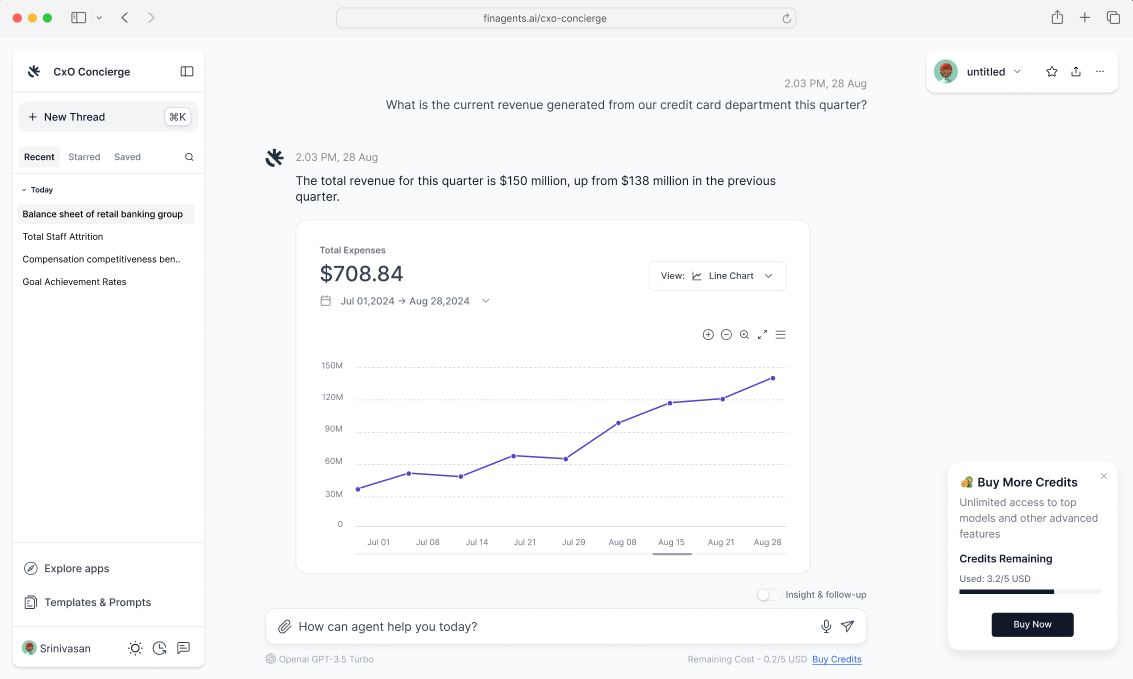 finagents.ai/cxo-concierge
CxO Concierge
New Thread ⌘K
Recent Starred Saved
Today
Balance sheet of retail banking group
Total Staff Attrition
Compensation competitiveness ben..
Goal Achievement Rates
Explore apps
Templates & Prompts
Srinivasan
untitled
2.03 PM, 28 Aug
What is the current revenue generated from our credit card department this quarter?
2.03 PM, 28 Aug
The total revenue for this quarter is $150 million, up from $138 million in the previous
quarter.
Total Expenses
$708.84
Jul 01,2024 → Aug 28,2024
View: Line Chart
150M
120M
90M
60M
30M
0
Jul 01 Jul 08 Jul 14 Jul 21 Jul 29 Aug 08 Aug 15 Aug 21 Aug 28
Insight & follow-up
How can agent help you today?
Openai GPT-3.5 Turbo
Remaining Cost - 0.2/5 USD Buy Credits
Buy More Credits
Unlimited access to top
models and other advanced
features
Credits Remaining
Used: 3.2/5 USD
Buy Now